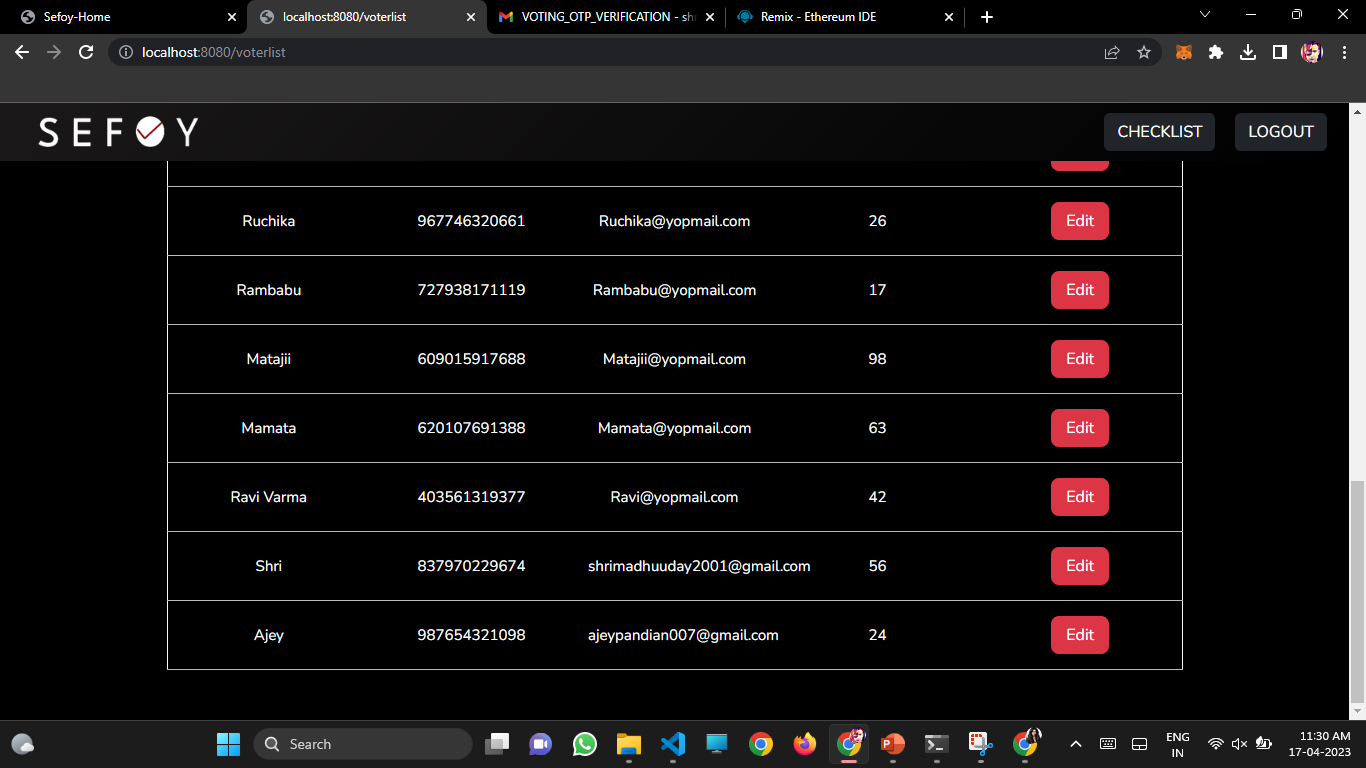 Sefoy-Home localhost:8080/voterlist VOTING_OTP_VERIFICATION - shr Remix - Ethereum IDE
localhost:8080/voterlist
SEFOY CHECKLIST LOGOUT
Ruchika 967746320661 Ruchika@yopmail.com 26 Edit
Rambabu 727938171119 Rambabu@yopmail.com 17 Edit
Matajii 609015917688 Matajii@yopmail.com 98 Edit
Mamata 620107691388 Mamata@yopmail.com 63 Edit
Ravi Varma 403561319377 Ravi@yopmail.com 42 Edit
Shri 837970229674 shrimadhuuday2001@gmail.com 56 Edit
Ajey 987654321098 ajeypandian007@gmail.com 24 Edit
Search ENG 11:30 AM
IN 17-04-2023